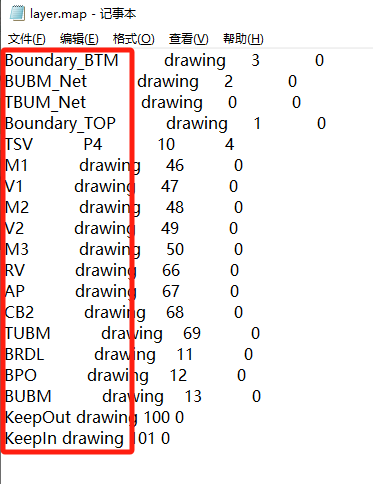 layer.map - 记事本
文件(F) 编辑(E) 格式(O) 查看(V) 帮助(H)
Boundary_BTM drawing 3 0
BUBM_Net drawing 2 0
TBUM_Net drawing 0 0
Boundary_TOP drawing 1 0
TSV P4 10 4
M1 drawing 46 0
V1 drawing 47 0
M2 drawing 48 0
V2 drawing 49 0
M3 drawing 50 0
RV drawing 66 0
AP drawing 67 0
CB2 drawing 68 0
TUBM drawing 69 0
BRDL drawing 11 0
BPO drawing 12 0
BUBM drawing 13 0
KeepOut drawing 100 0
KeepIn drawing 101 0